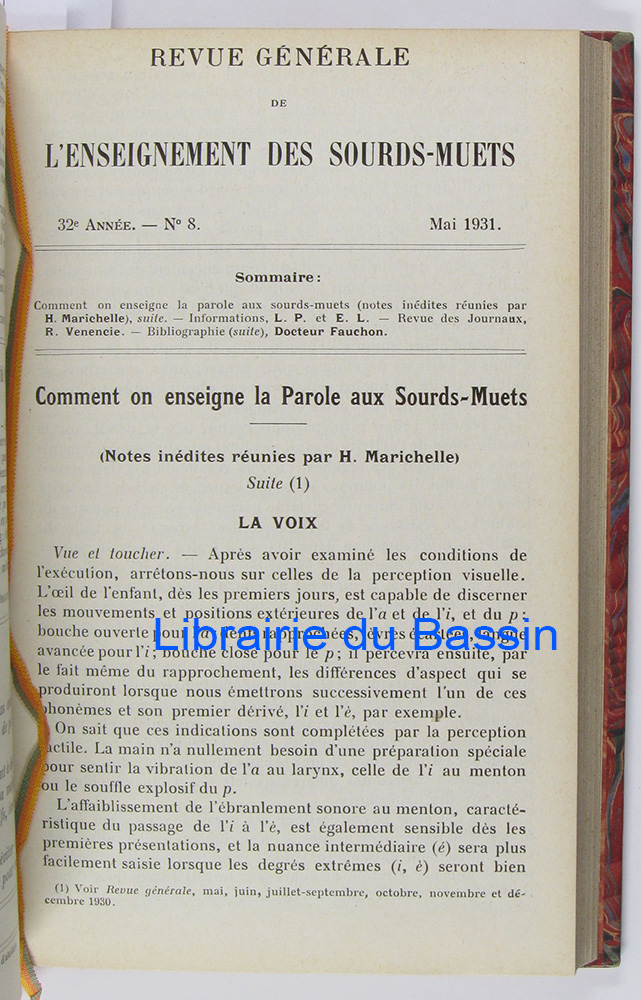 REVUE GÉNÉRALE
DE
L'ENSEIGNEMENT DES SOURDS-MUETS
32e ANNÉE. — No 8. Mai 1931.
Sommaire :
Comment on enseigne la parole aux sourds-muets (notes inédites réunies par
H. Marichelle), suite. — Informations, L. P. et E. L. — Revue des Journaux,
R. Venencie. — Bibliographie (suite), Docteur Fauchon.
Comment on enseigne la Parole aux Sourds-Muets
(Notes inédites réunies par H. Marichelle)
Suite (1)
LA VOIX
Vue et toucher. — Après avoir examiné les conditions de
l'exécution, arrêtons-nous sur celles de la perception visuelle.
L'œil de l'enfant, dès les premiers jours, est capable de discerner
les mouvements et positions extérieures de l'a et de l'i, et du p :
bouche ouverte pour l'a, dents rapprochées, lèvres écartées, langue
Librairie du Bassin
avancée pour l'i ; bouche close pour le p ; il percevra ensuite, par
le fait même du rapprochement, les différences d'aspect qui se
produiront lorsque nous émettrons successivement l'un de ces
phonèmes et son premier dérivé, l'i et l'è, par exemple.
On sait que ces indications sont complétées par la perception
tactile. La main n'a nullement besoin d'une préparation spéciale
pour sentir la vibration de l'a au larynx, celle de l'i au menton
ou le souffle explosif du p.
L'affaiblissement de l'ébranlement sonore au menton, caracté-
ristique du passage de l'i à l'è, est également sensible dès les
premières présentations, et la nuance intermédiaire (é) sera plus
facilement saisie lorsque les degrés extrêmes (i, è) seront bien
(1) Voir Revue générale, mai, juin, juillet-septembre, octobre, novembre et dé-
cembre 1930.